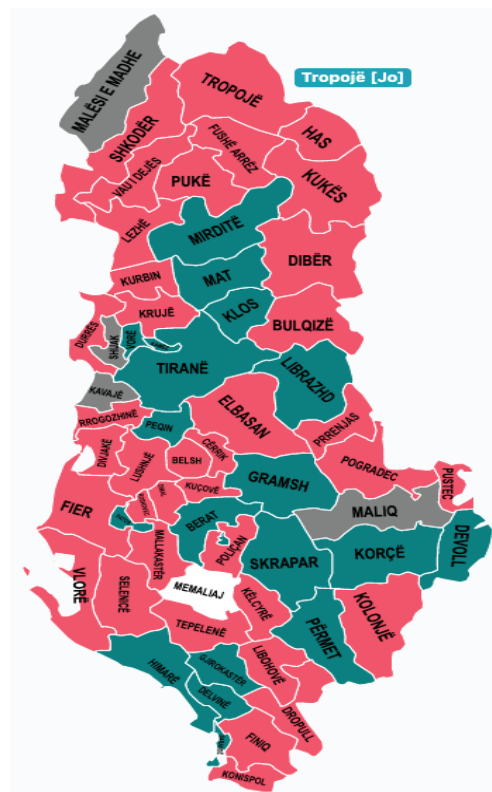 Tropojë [Jo]
MALËSI E MADHE
TROPOJË
SHKODËR
HAS
FUSHË ARRËZ
VAU I DEJËS
PUKË
KUKËS
LEZHË
MIRDITË
DIBËR
KURBIN
MAT
KRUJË
KLOS
BULQIZË
DURRËS
SHIJAK
VORË
TIRANË
LIBRAZHD
KAVAJË
RROGOZHINË
PEQIN
ELBASAN
PRRENJAS
DIVJAKË
LUSHNJE
BELSH
CËRRIK
POGRADEC
PUSTEC
GRAMSH
KUÇOVË
FIER
MALIQ
BERAT
MALLAKASTËR
POLIÇAN
SKRAPAR
KORÇË
DEVOLL
VLORË
SELENICË
MEMALIAJ
KËLCYRË
KOLONJË
TEPELENË
PËRMET
HIMARË
GJIROKASTËR
LIBOHOVË
DELVINË
DROPULL
FINIQ
KONISPOL